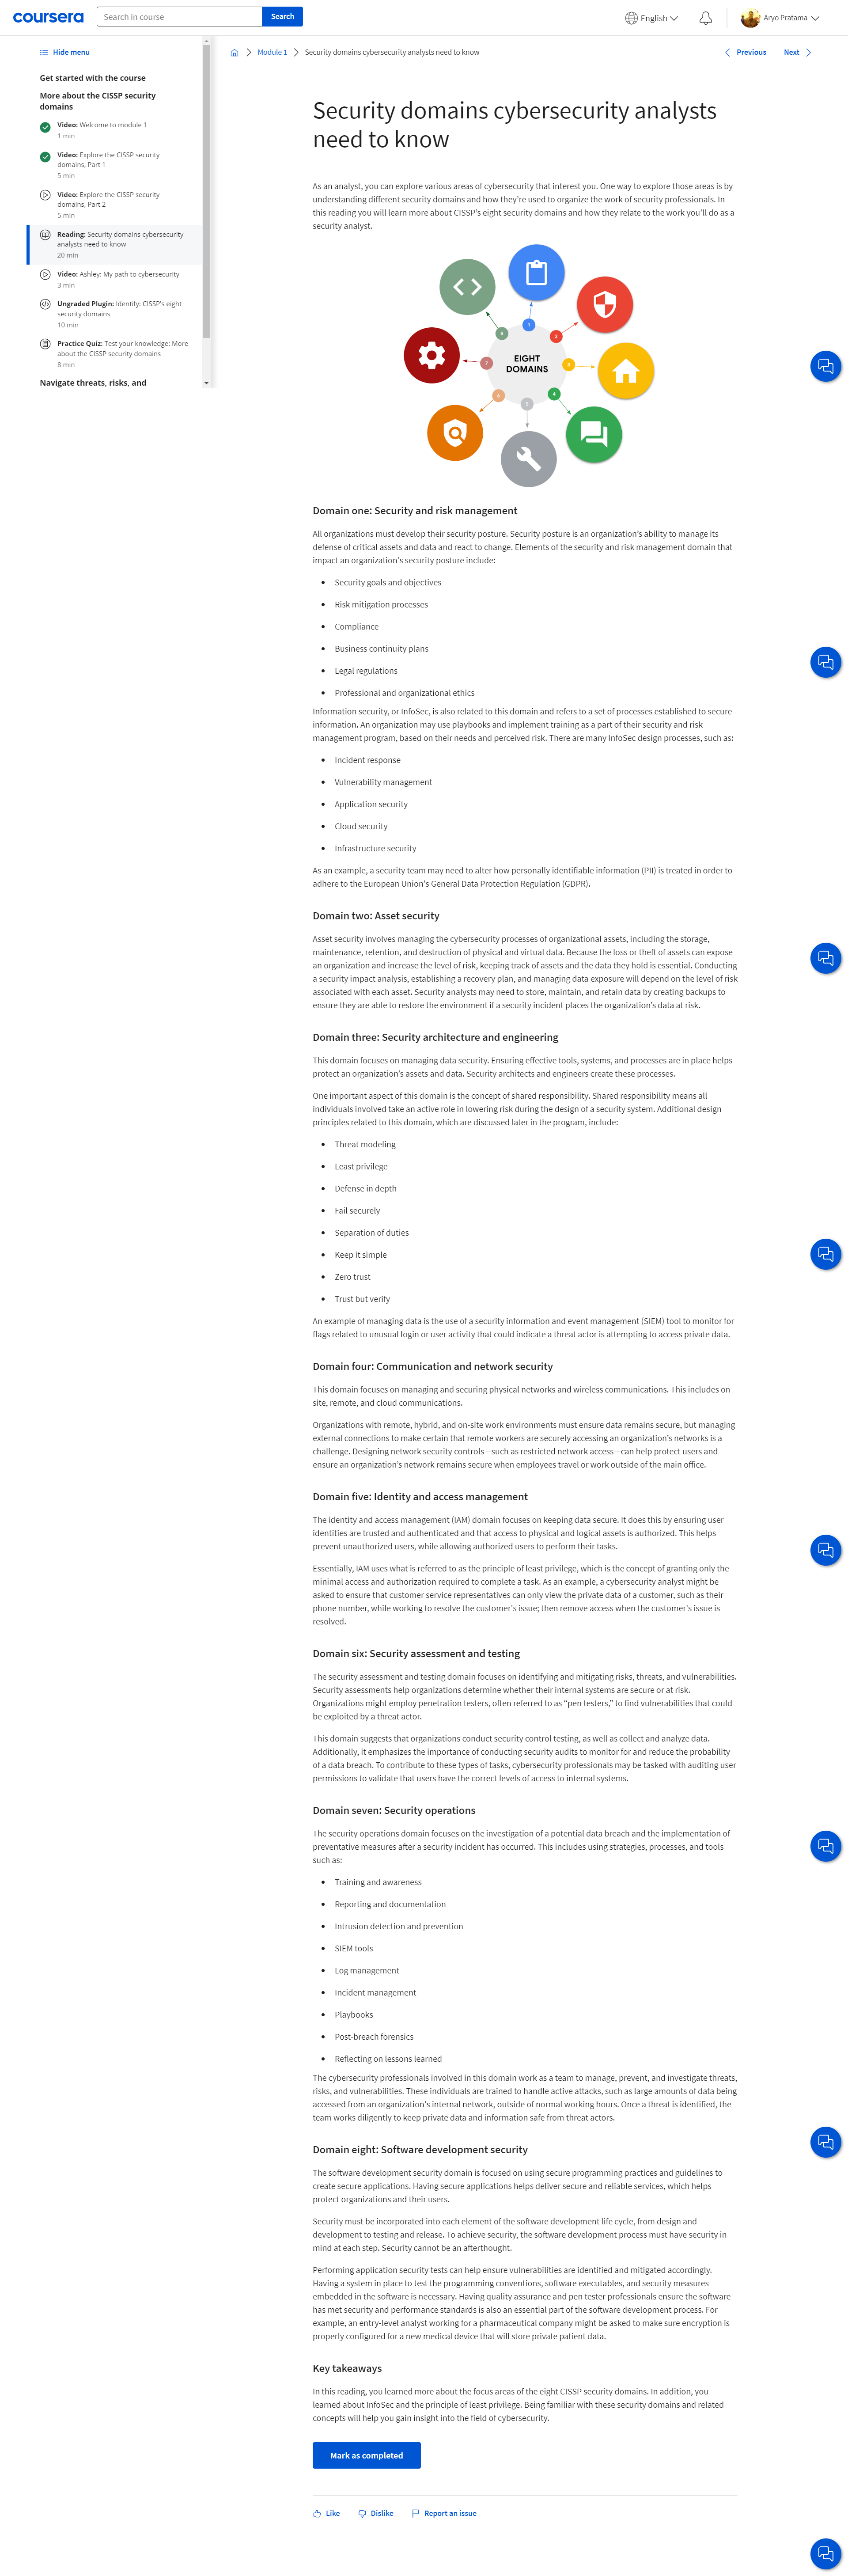 coursera
Search in course
Search
English
Aryo Pratama
Hide menu
Module 1
Security domains cybersecurity analysts need to know
Previous
Next
Get started with the course
More about the CISSP security
domains
Video: Welcome to module 1
1 min
Video: Explore the CISSP security
domains, Part 1
5 min
Video: Explore the CISSP security
domains, Part 2
5 min
Reading: Security domains cybersecurity
analysts need to know
20 min
Video: Ashley: My path to cybersecurity
3 min
Ungraded Plugin: Identify: CISSP's eight
security domains
10 min
Practice Quiz: Test your knowledge: More
about the CISSP security domains
8 min
Navigate threats, risks, and
Security domains cybersecurity analysts
need to know
As an analyst, you can explore various areas of cybersecurity that interest you. One way to explore those areas is by
understanding different security domains and how they're used to organize the work of security professionals. In
this reading you will learn more about CISSP's eight security domains and how they relate to the work you'll do as a
security analyst.
1
2
3
4
5
6
7
8
EIGHT
DOMAINS
Domain one: Security and risk management
All organizations must develop their security posture. Security posture is an organization's ability to manage its
defense of critical assets and data and react to change. Elements of the security and risk management domain that
impact an organization's security posture include:
Security goals and objectives
Risk mitigation processes
Compliance
Business continuity plans
Legal regulations
Professional and organizational ethics
Information security, or InfoSec, is also related to this domain and refers to a set of processes established to secure
information. An organization may use playbooks and implement training as a part of their security and risk
management program, based on their needs and perceived risk. There are many InfoSec design processes, such as:
Incident response
Vulnerability management
Application security
Cloud security
Infrastructure security
As an example, a security team may need to alter how personally identifiable information (PII) is treated in order to
adhere to the European Union's General Data Protection Regulation (GDPR).
Domain two: Asset security
Asset security involves managing the cybersecurity processes of organizational assets, including the storage,
maintenance, retention, and destruction of physical and virtual data. Because the loss or theft of assets can expose
an organization and increase the level of risk, keeping track of assets and the data they hold is essential. Conducting
a security impact analysis, establishing a recovery plan, and managing data exposure will depend on the level of risk
associated with each asset. Security analysts may need to store, maintain, and retain data by creating backups to
ensure they are able to restore the environment if a security incident places the organization's data at risk.
Domain three: Security architecture and engineering
This domain focuses on managing data security. Ensuring effective tools, systems, and processes are in place helps
protect an organization's assets and data. Security architects and engineers create these processes.
One important aspect of this domain is the concept of shared responsibility. Shared responsibility means all
individuals involved take an active role in lowering risk during the design of a security system. Additional design
principles related to this domain, which are discussed later in the program, include:
Threat modeling
Least privilege
Defense in depth
Fail securely
Separation of duties
Keep it simple
Zero trust
Trust but verify
An example of managing data is the use of a security information and event management (SIEM) tool to monitor for
flags related to unusual login or user activity that could indicate a threat actor is attempting to access private data.
Domain four: Communication and network security
This domain focuses on managing and securing physical networks and wireless communications. This includes on-
site, remote, and cloud communications.
Organizations with remote, hybrid, and on-site work environments must ensure data remains secure, but managing
external connections to make certain that remote workers are securely accessing an organization's networks is a
challenge. Designing network security controls—such as restricted network access—can help protect users and
ensure an organization's network remains secure when employees travel or work outside of the main office.
Domain five: Identity and access management
The identity and access management (IAM) domain focuses on keeping data secure. It does this by ensuring user
identities are trusted and authenticated and that access to physical and logical assets is authorized. This helps
prevent unauthorized users, while allowing authorized users to perform their tasks.
Essentially, IAM uses what is referred to as the principle of least privilege, which is the concept of granting only the
minimal access and authorization required to complete a task. As an example, a cybersecurity analyst might be
asked to ensure that customer service representatives can only view the private data of a customer, such as their
phone number, while working to resolve the customer's issue; then remove access when the customer's issue is
resolved.
Domain six: Security assessment and testing
The security assessment and testing domain focuses on identifying and mitigating risks, threats, and vulnerabilities.
Security assessments help organizations determine whether their internal systems are secure or at risk.
Organizations might employ penetration testers, often referred to as “pen testers,” to find vulnerabilities that could
be exploited by a threat actor.
This domain suggests that organizations conduct security control testing, as well as collect and analyze data.
Additionally, it emphasizes the importance of conducting security audits to monitor for and reduce the probability
of a data breach. To contribute to these types of tasks, cybersecurity professionals may be tasked with auditing user
permissions to validate that users have the correct levels of access to internal systems.
Domain seven: Security operations
The security operations domain focuses on the investigation of a potential data breach and the implementation of
preventative measures after a security incident has occurred. This includes using strategies, processes, and tools
such as:
Training and awareness
Reporting and documentation
Intrusion detection and prevention
SIEM tools
Log management
Incident management
Playbooks
Post-breach forensics
Reflecting on lessons learned
The cybersecurity professionals involved in this domain work as a team to manage, prevent, and investigate threats,
risks, and vulnerabilities. These individuals are trained to handle active attacks, such as large amounts of data being
accessed from an organization's internal network, outside of normal working hours. Once a threat is identified, the
team works diligently to keep private data and information safe from threat actors.
Domain eight: Software development security
The software development security domain is focused on using secure programming practices and guidelines to
create secure applications. Having secure applications helps deliver secure and reliable services, which helps
protect organizations and their users.
Security must be incorporated into each element of the software development life cycle, from design and
development to testing and release. To achieve security, the software development process must have security in
mind at each step. Security cannot be an afterthought.
Performing application security tests can help ensure vulnerabilities are identified and mitigated accordingly.
Having a system in place to test the programming conventions, software executables, and security measures
embedded in the software is necessary. Having quality assurance and pen tester professionals ensure the software
has met security and performance standards is also an essential part of the software development process. For
example, an entry-level analyst working for a pharmaceutical company might be asked to make sure encryption is
properly configured for a new medical device that will store private patient data.
Key takeaways
In this reading, you learned more about the focus areas of the eight CISSP security domains. In addition, you
learned about InfoSec and the principle of least privilege. Being familiar with these security domains and related
concepts will help you gain insight into the field of cybersecurity.
Mark as completed
Like
Dislike
Report an issue